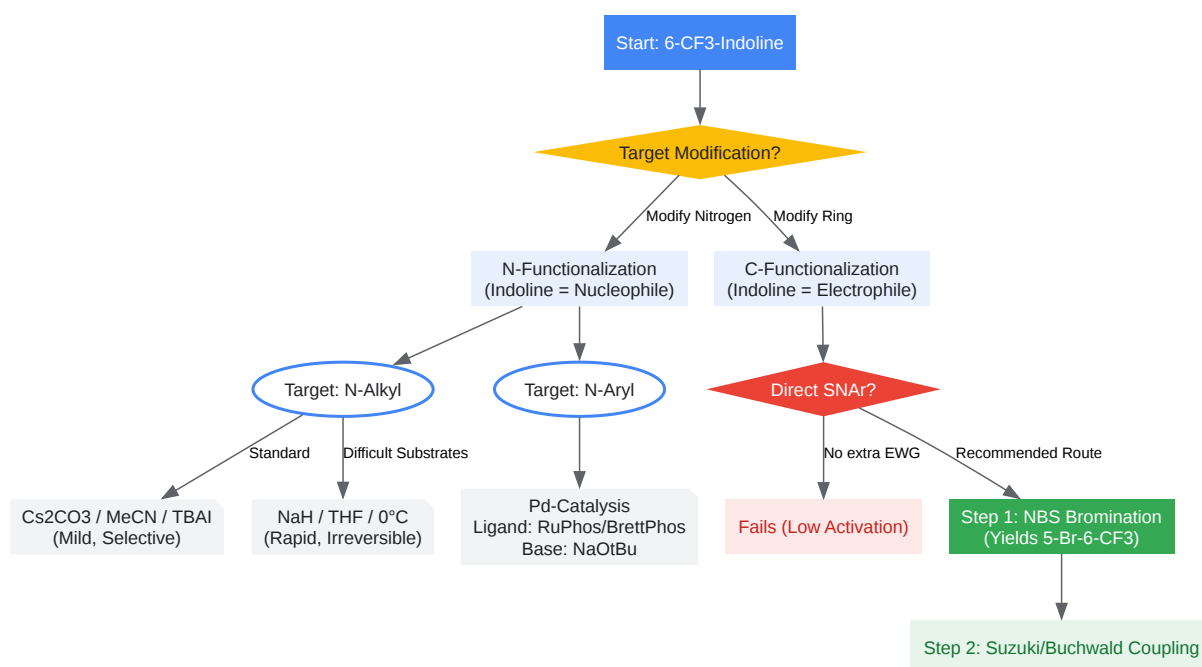 Start: 6-CF3-Indoline
Target Modification?
Modify Nitrogen
Modify Ring
N-Functionalization
(Indoline = Nucleophile)
C-Functionalization
(Indoline = Electrophile)
Target: N-Alkyl
Target: N-Aryl
Direct SNAr?
Standard
Difficult Substrates
No extra EWG
Recommended Route
Cs2CO3 / MeCN / TBAI
(Mild, Selective)
NaH / THF / 0°C
(Rapid, Irreversible)
Pd-Catalysis
Ligand: RuPhos/BrettPhos
Base: NaOtBu
Fails (Low Activation)
Step 1: NBS Bromination
(Yields 5-Br-6-CF3)
Step 2: Suzuki/Buchwald Coupling